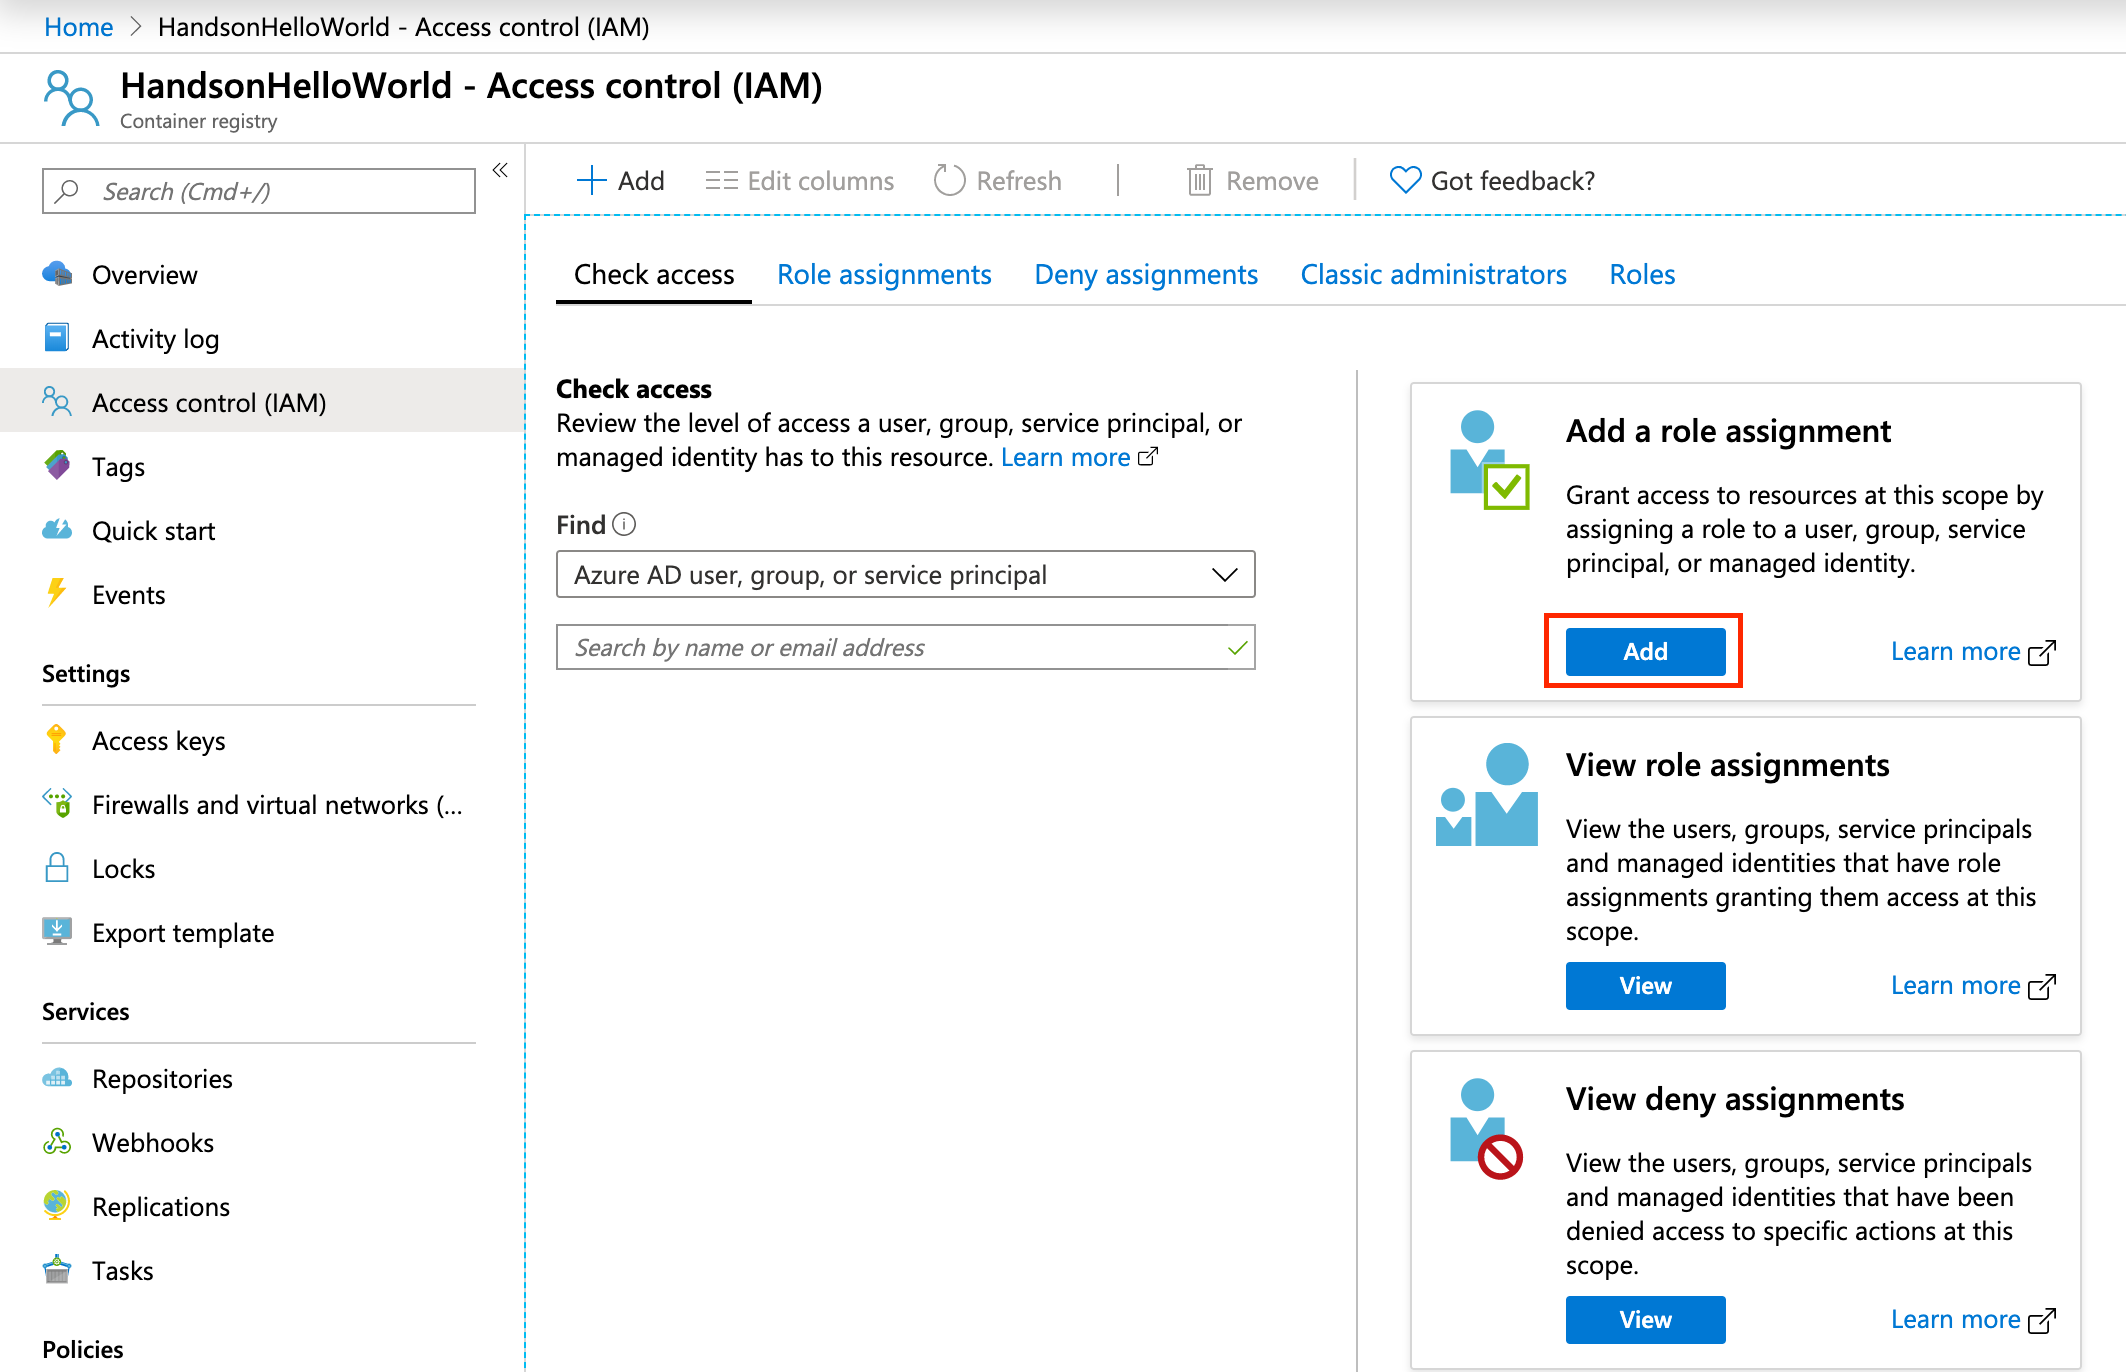 Home > HandsonHelloWorld - Access control (IAM)
HandsonHelloWorld - Access control (IAM)
Container registry
Search (Cmd+/)
Overview
Activity log
Access control (IAM)
Tags
Quick start
Events
Settings
Access keys
Firewalls and virtual networks (...
Locks
Export template
Services
Repositories
Webhooks
Replications
Tasks
Policies
Add Edit columns Refresh Remove Got feedback?
Check access Role assignments Deny assignments Classic administrators Roles
Check access
Review the level of access a user, group, service principal, or
managed identity has to this resource. Learn more
Find
Azure AD user, group, or service principal
Search by name or email address
Add a role assignment
Grant access to resources at this scope by
assigning a role to a user, group, service
principal, or managed identity.
Add Learn more
View role assignments
View the users, groups, service principals
and managed identities that have role
assignments granting them access at this
scope.
View Learn more
View deny assignments
View the users, groups, service principals
and managed identities that have been
denied access to specific actions at this
scope.
View Learn more